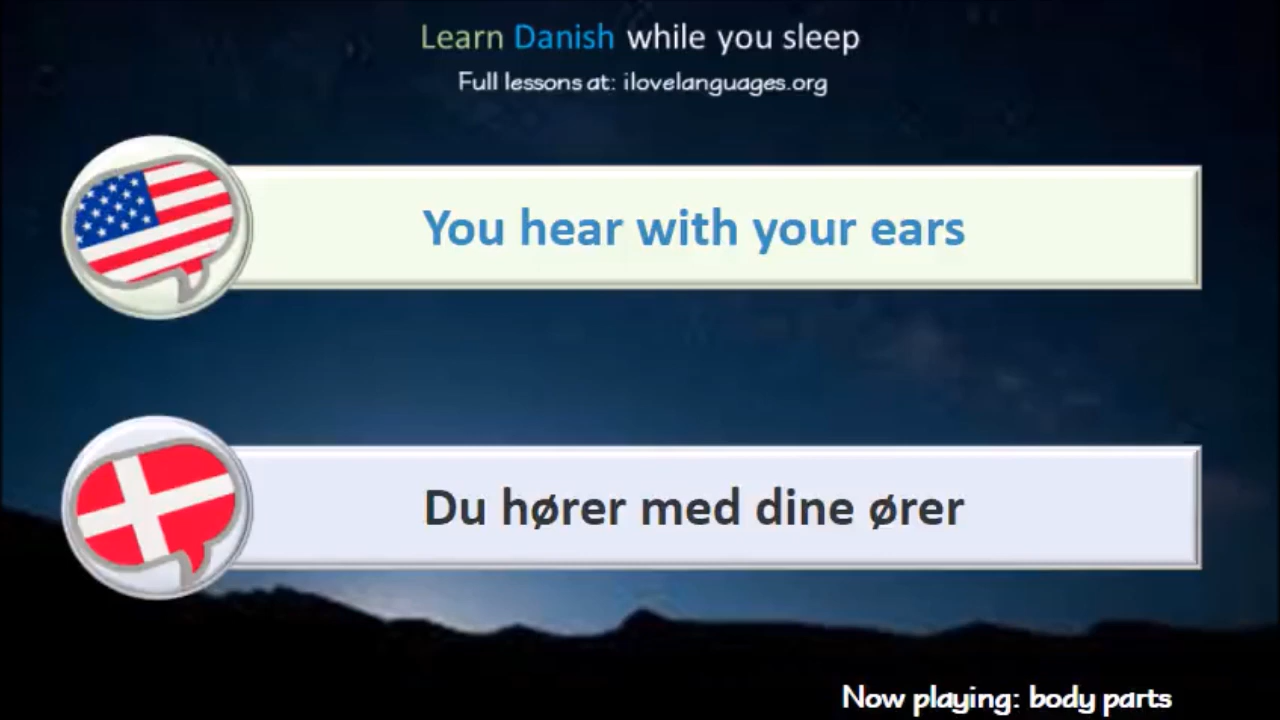 Learn Danish while you sleep
Full lessons at: ilovelanguages.org
You hear with your ears
Du hører med dine ører
Now playing: body parts